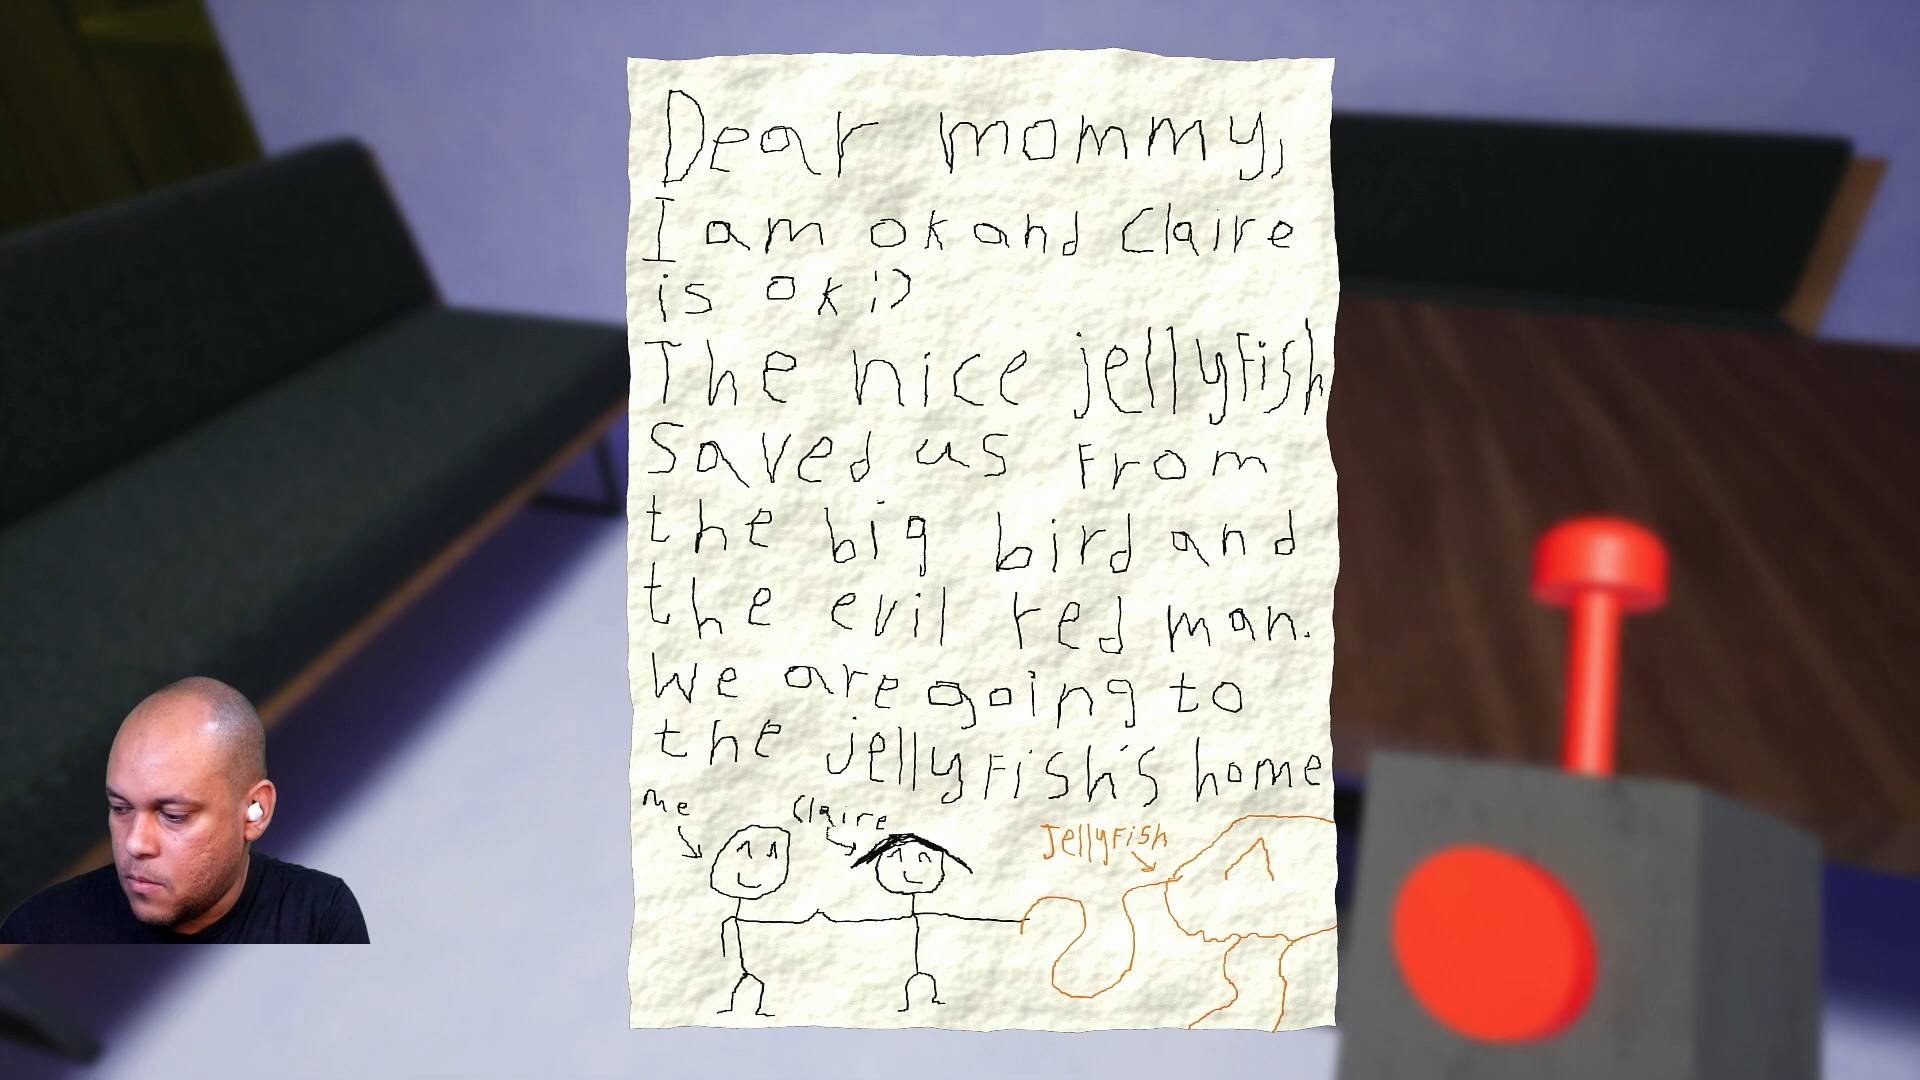 Dear mommy,
I am ok and Claire
is ok :)
The nice jellyfish
saved us from
the big bird and
the evil red man.
We are going to
the jellyfish's home
me
Claire
Jellyfish